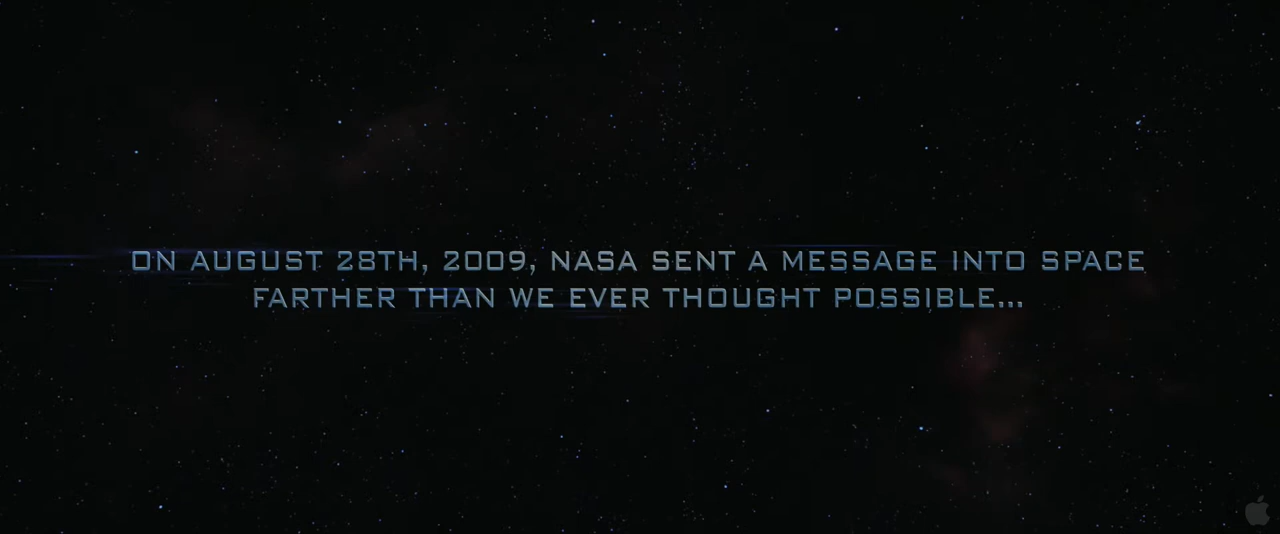 ON AUGUST 28TH, 2009, NASA SENT A MESSAGE INTO SPACE
FARTHER THAN WE EVER THOUGHT POSSIBLE...